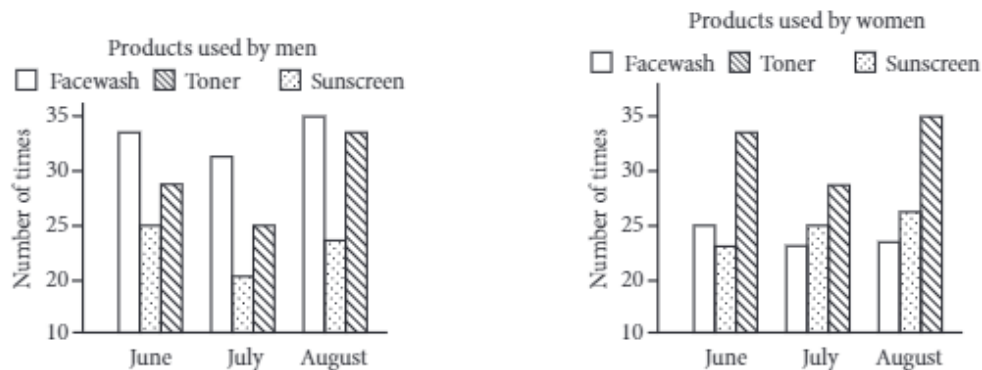 Products used by men
Facewash Toner Sunscreen
Number of times
35
30
25
20
10
June July August
Products used by women
Facewash Toner Sunscreen
Number of times
35
30
25
20
10
June July August